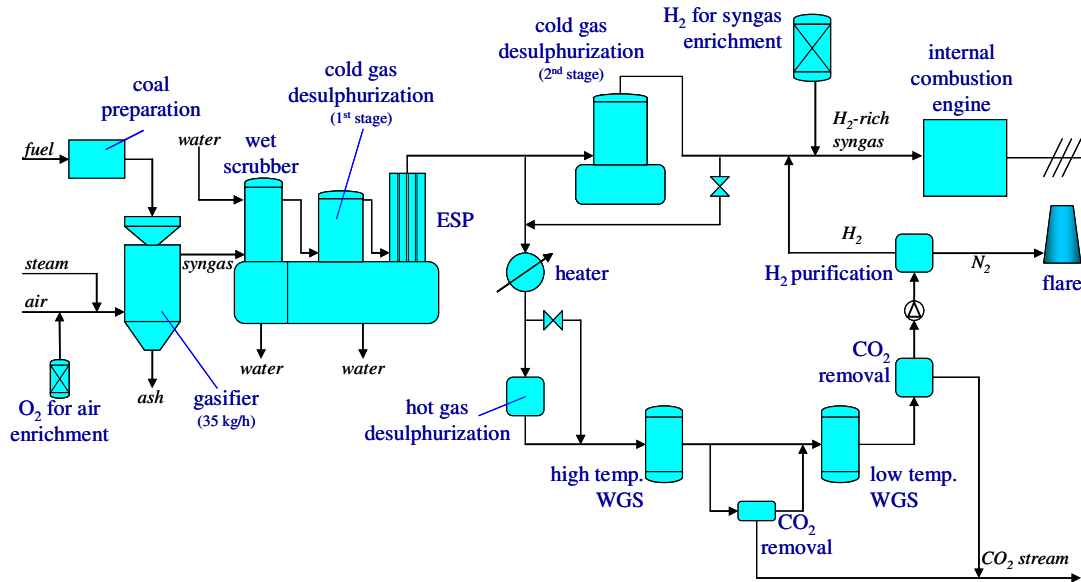 H2 for syngas
enrichment
cold gas
desulphurization
(2nd stage)
internal
combustion
engine
coal
preparation
cold gas
desulphurization
(1st stage)
fuel
water
wet
scrubber
H2-rich
syngas
ESP
steam
syngas
heater
H2
H2 purification
N2
flare
air
water
water
ash
O2 for air
enrichment
gasifier
(35 kg/h)
hot gas
desulphurization
CO2
removal
high temp.
WGS
low temp.
WGS
CO2
removal
CO2 stream